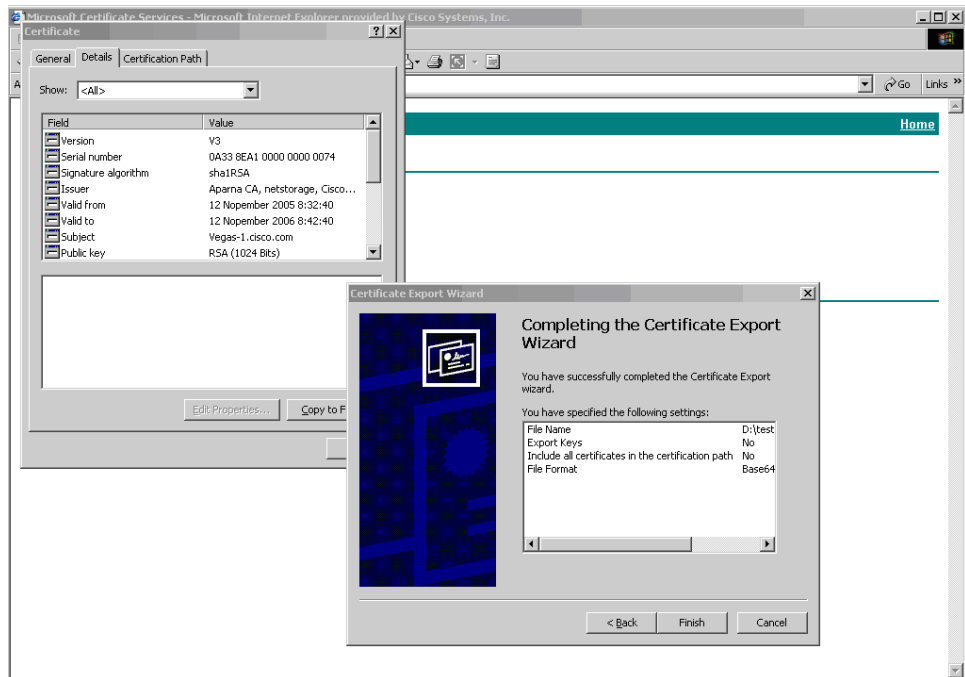 Microsoft Certificate Services - Microsoft Internet Explorer provided by Cisco Systems, Inc.
Certificate
General Details Certification Path
Show: <All>
Field Value
Version V3
Serial number 0A33 8EA1 0000 0000 0074
Signature algorithm sha1RSA
Issuer Aparna CA, netstorage, Cisco...
Valid from 12 Nopember 2005 8:32:40
Valid to 12 Nopember 2006 8:42:40
Subject Vegas-1.cisco.com
Public key RSA (1024 Bits)
Edit Properties... Copy to F
Go Links »
Home
Certificate Export Wizard
Completing the Certificate Export
Wizard
You have successfully completed the Certificate Export
wizard.
You have specified the following settings:
File Name D:\test
Export Keys No
Include all certificates in the certification path No
File Format Base64
< Back Finish Cancel